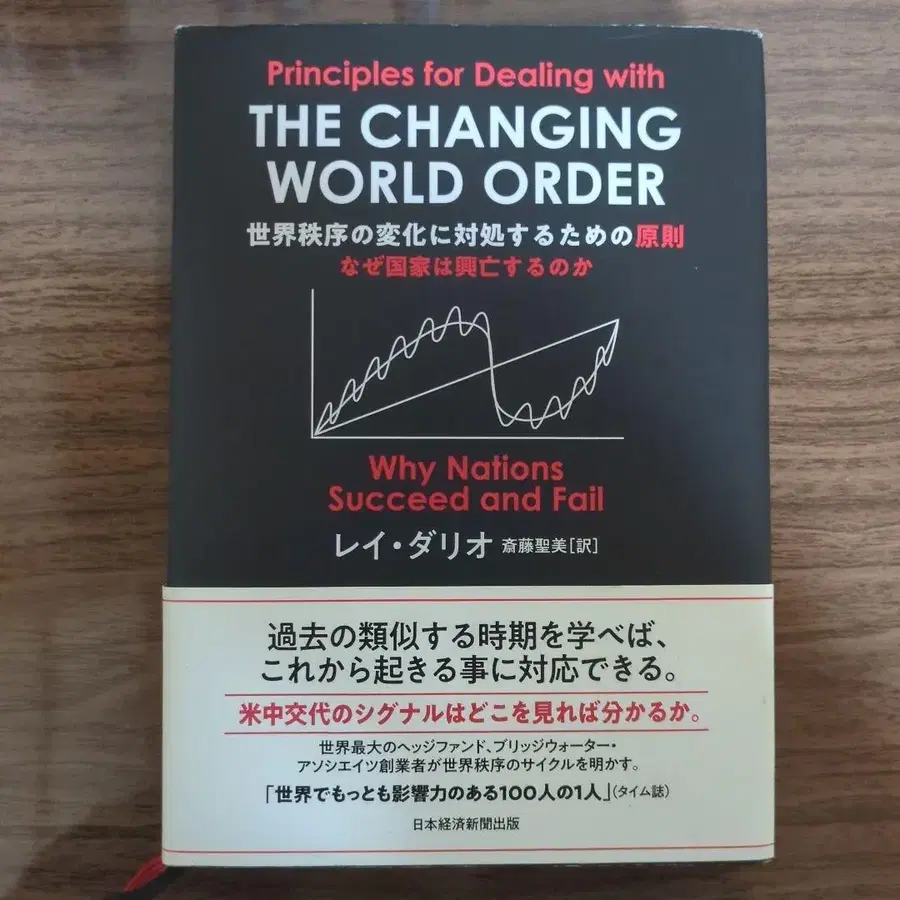 Principles for Dealing with
THE CHANGING
WORLD ORDER
世界秩序の変化に対処するための原則
なぜ国家は興亡するのか
Why Nations
Succeed and Fail
レイ・ダリオ 斎藤聖美[訳]
過去の類似する時期を学べば、
これから起きる事に対応できる。
米中交代のシグナルはどこを見れば分かるか。
世界最大のヘッジファンド、ブリッジウォーター・
アソシエイツ創業者が世界秩序のサイクルを明かす。
「世界でもっとも影響力のある100人の1人」(タイム誌)
日本経済新聞出版